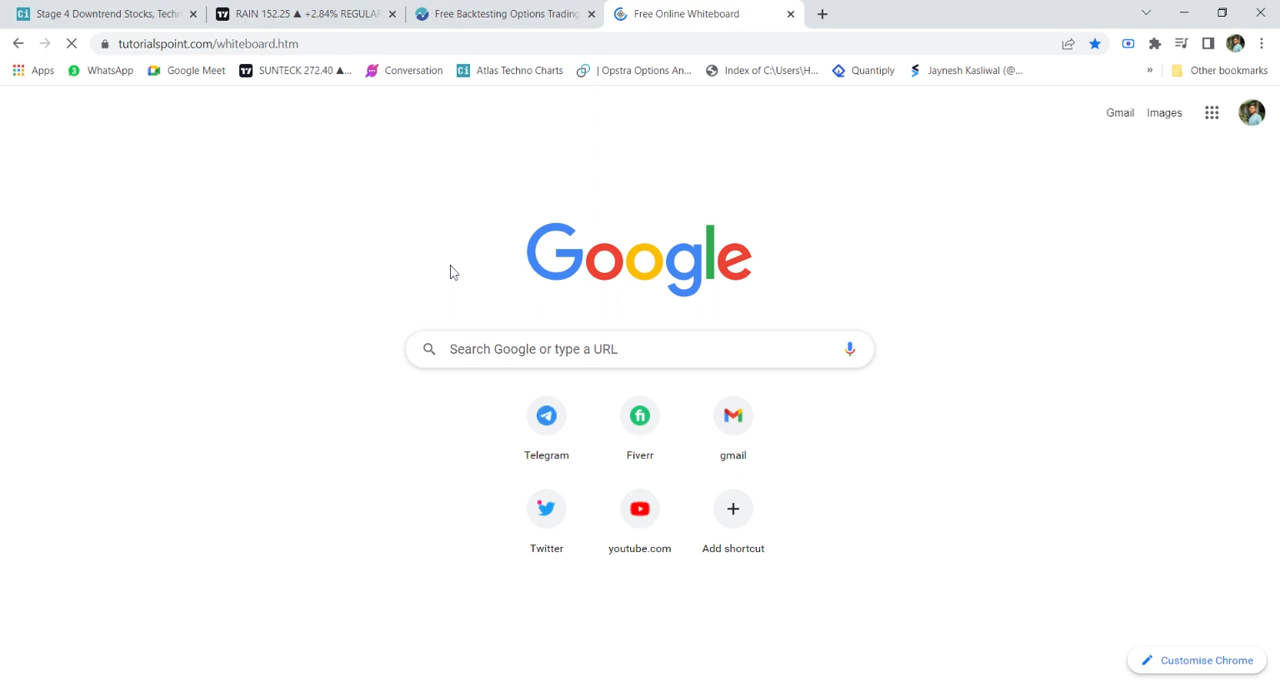 Stage 4 Downtrend Stocks, Techn
RAIN 152.25 ▲ +2.84% REGULAR
Free Backtesting Options Trading
Free Online Whiteboard
tutorialspoint.com/whiteboard.htm
Apps
WhatsApp
Google Meet
SUNTECK 272.40 ▲...
Conversation
Atlas Techno Charts
| Opstra Options An...
Index of C:\Users\H...
Quantiply
Jaynesh Kasliwal (@...
»
Other bookmarks
Gmail
Images
Google
Search Google or type a URL
Telegram
Fiverr
gmail
Twitter
youtube.com
Add shortcut
Customise Chrome